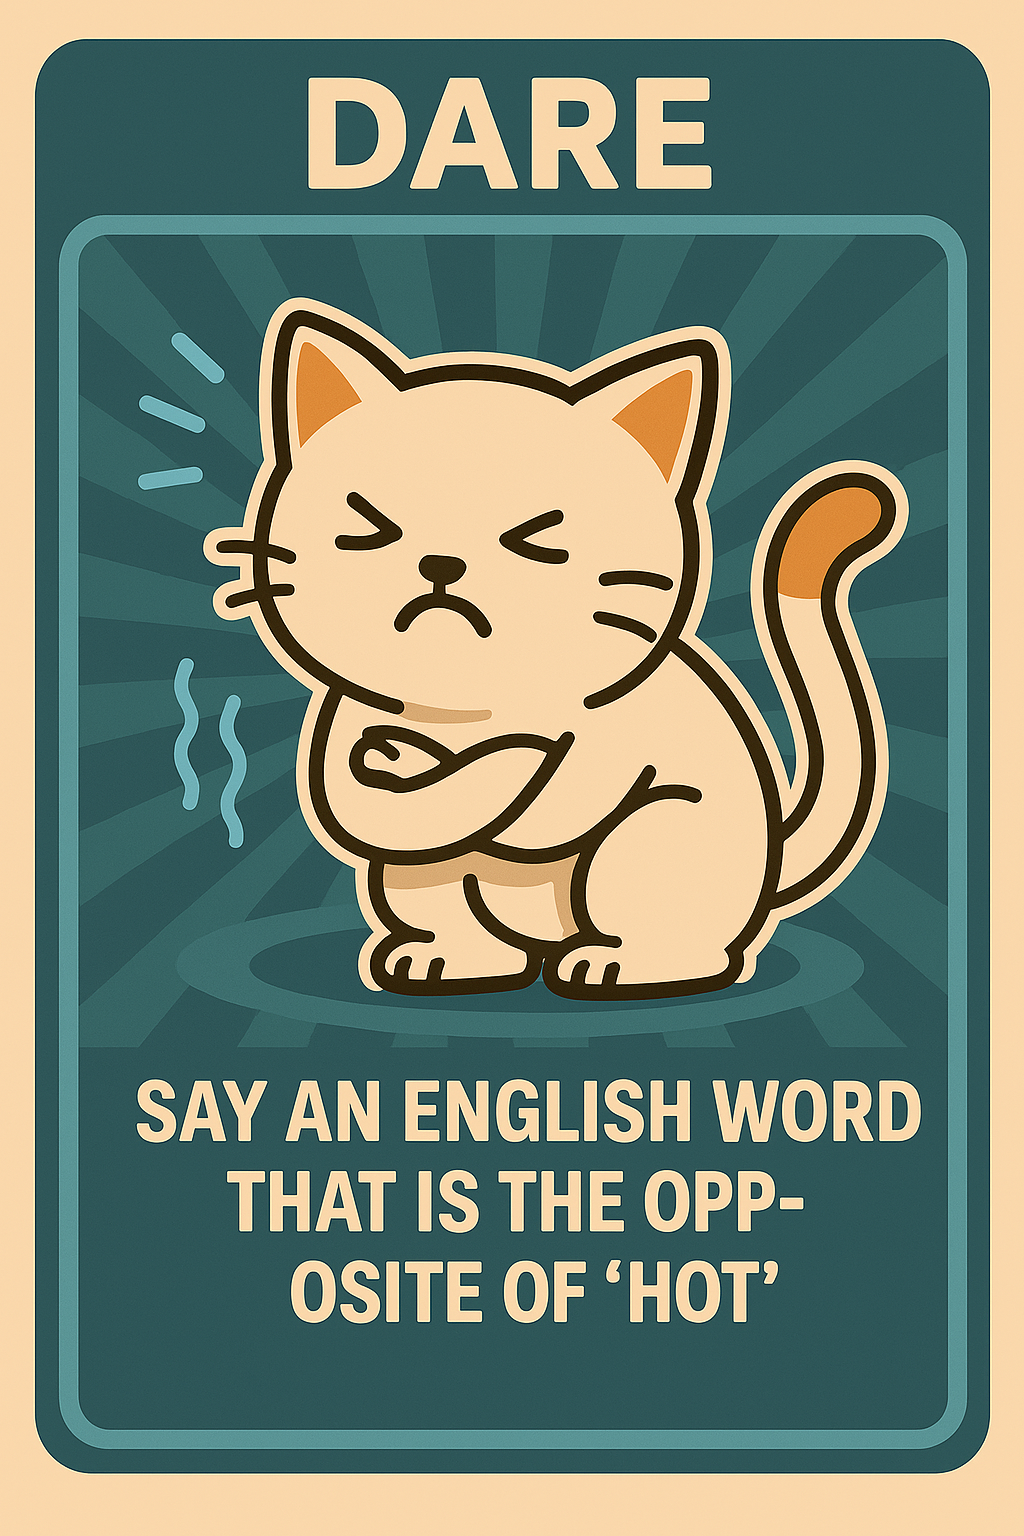 DARE
SAY AN ENGLISH WORD
THAT IS THE OPP-
OSITE OF ‘HOT’